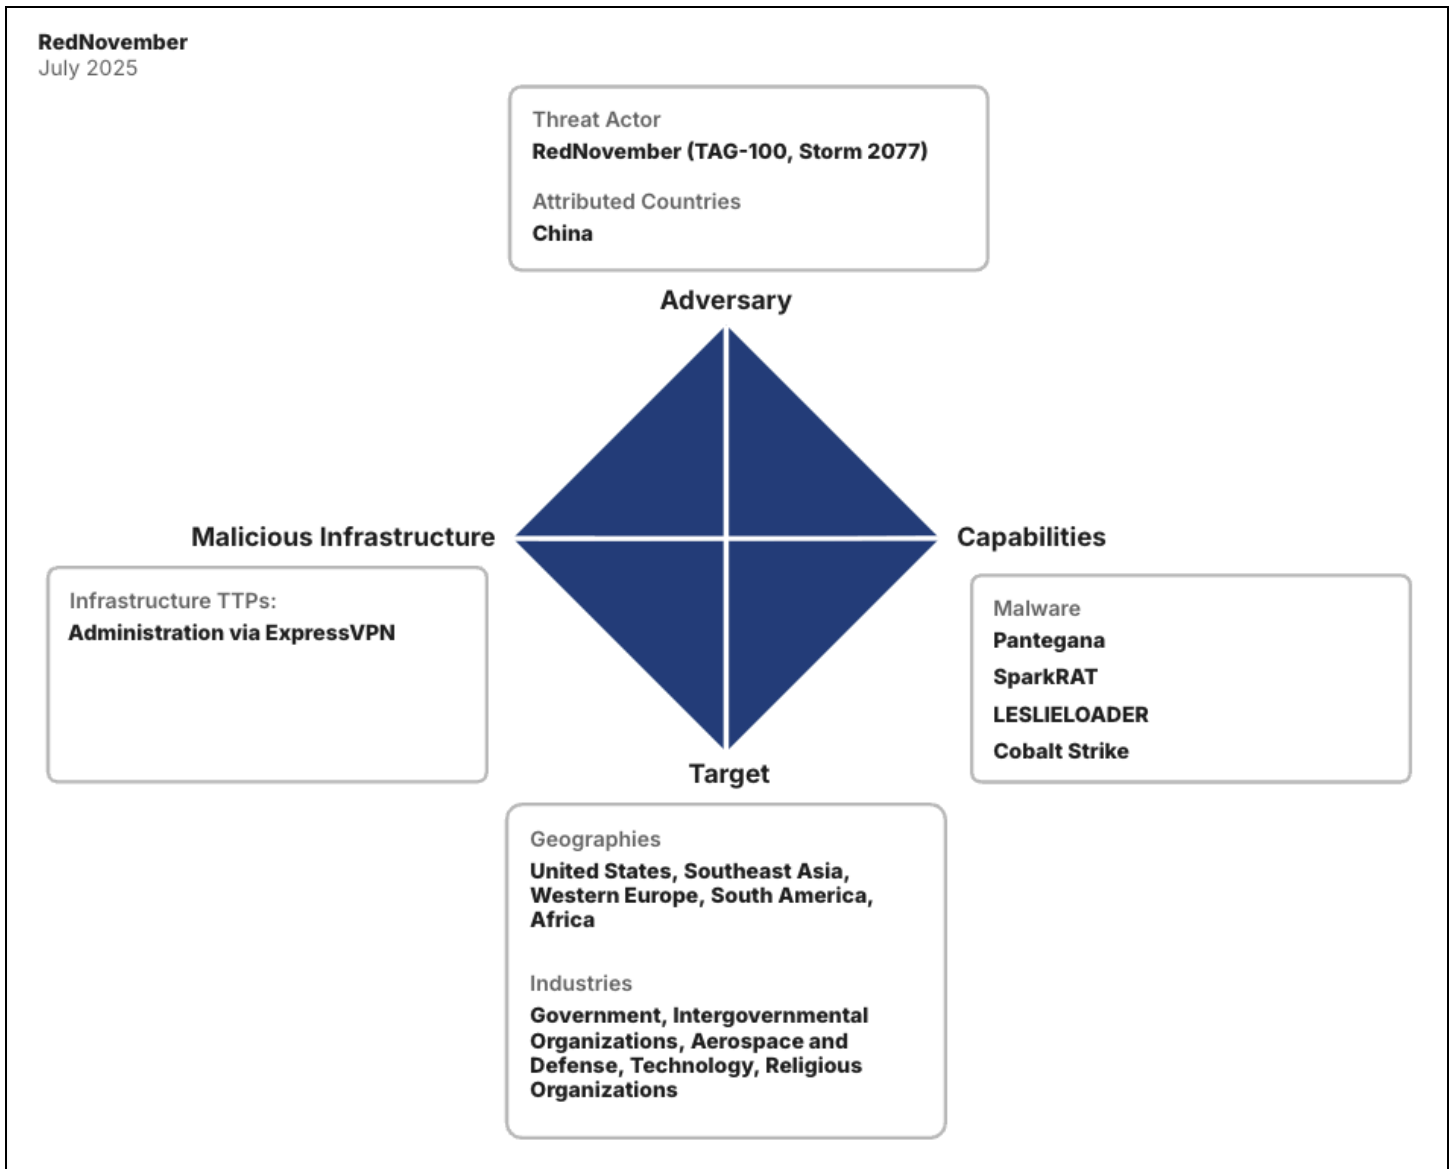 RedNovember
July 2025
Threat Actor
RedNovember (TAG-100, Storm 2077)
Attributed Countries
China
Adversary
Malicious Infrastructure
Capabilities
Infrastructure TTPs:
Administration via ExpressVPN
Malware
Pantegana
SparkRAT
LESLIELOADER
Cobalt Strike
Target
Geographies
United States, Southeast Asia,
Western Europe, South America,
Africa
Industries
Government, Intergovernmental
Organizations, Aerospace and
Defense, Technology, Religious
Organizations